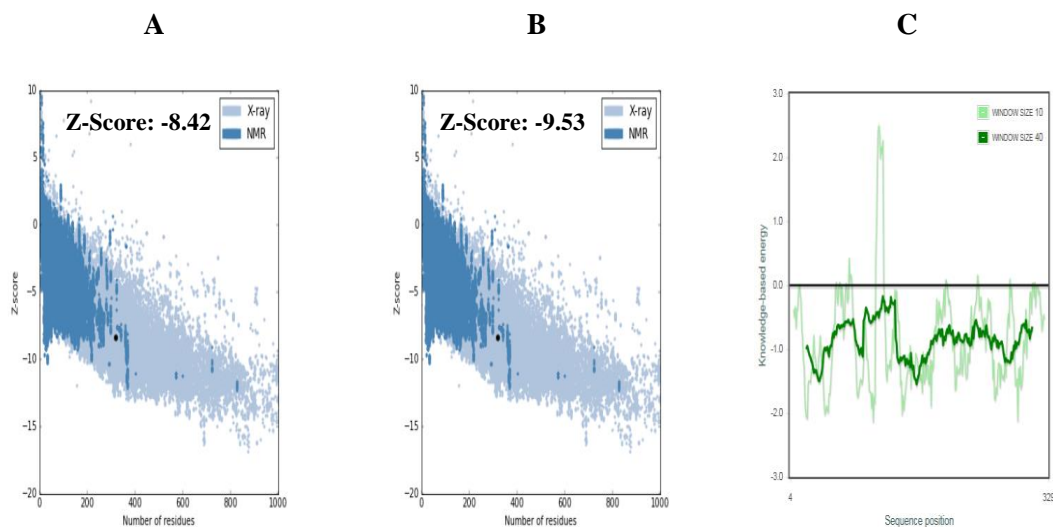 A
B
C
Z-Score: -8.42
X-ray
NMR
10
5
0
−5
−10
−15
−20
Z-score
0
200
400
600
800
1000
Number of residues
Z-Score: -9.53
X-ray
NMR
10
5
0
−5
−10
−15
−20
Z-score
0
200
400
600
800
1000
Number of residues
WINDOW SIZE 10
WINDOW SIZE 40
3.0
2.0
1.0
0.0
-1.0
-2.0
-3.0
Knowledge-based energy
4
329
Sequence position